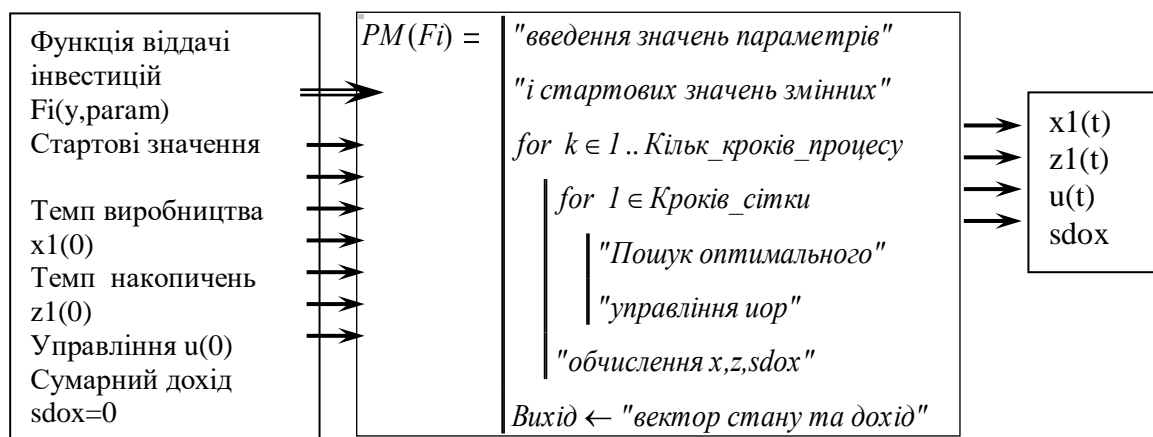 Функція віддачі
інвестицій
Fi(y,param)
Стартові значення
Темп виробництва
x1(0)
Темп накопичень
z1(0)
Управління u(0)
Сумарний дохід
sdox=0
PM(Fi) = "введення значень параметрів"
"і стартових значень змінних"
for k ∈ 1 .. Кільк_кроків_процесу
for l ∈ Кроків_сітки
"Пошук оптимального"
"управління иор"
"обчислення x,z,sdox"
Вихід ← "вектор стану та дохід"
x1(t)
z1(t)
u(t)
sdox